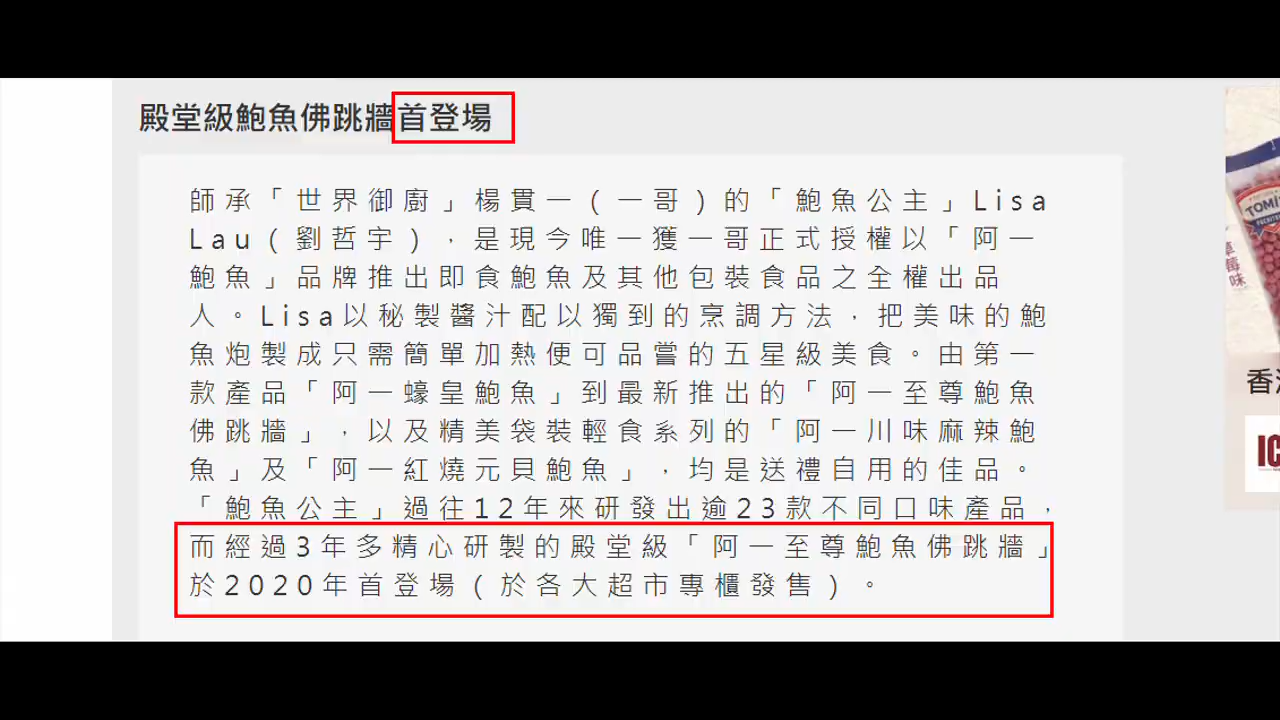 殿堂級鮑魚佛跳牆首登場
師承「世界御廚」楊貫一(一哥)的「鮑魚公主」Lisa
Lau(劉哲宇)，是現今唯一獲一哥正式授權以「阿一
鮑魚」品牌推出即食鮑魚及其他包裝食品之全權出品
人。Lisa以秘製醬汁配以獨到的烹調方法，把美味的鮑
魚炮製成只需簡單加熱便可品嘗的五星級美食。由第一
款產品「阿一蠔皇鮑魚」到最新推出的「阿一至尊鮑魚
佛跳牆」，以及精美袋裝輕食系列的「阿一川味麻辣鮑
魚」及「阿一紅燒元貝鮑魚」，均是送禮自用的佳品。
「鮑魚公主」過往12年來研發出逾23款不同口味產品，
而經過3年多精心研製的殿堂級「阿一至尊鮑魚佛跳牆」
於2020年首登場(於各大超市專櫃發售)。
TOMI
草莓味
香
IC